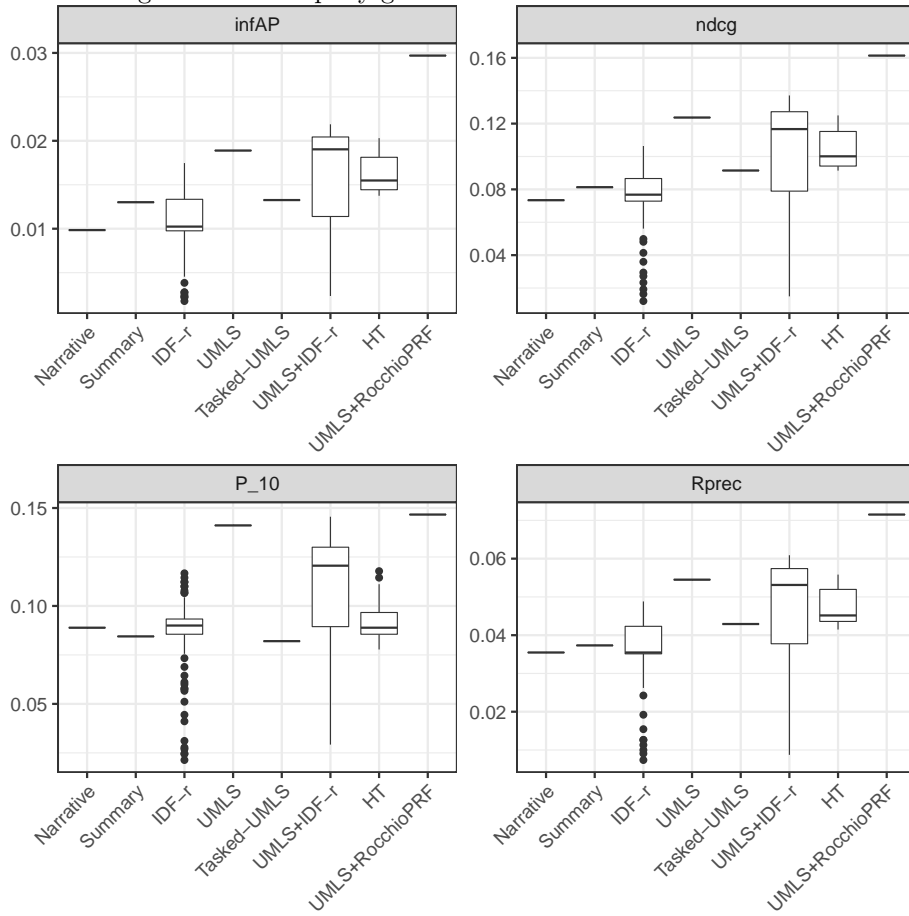 infAP
ndcg
0.03
0.02
0.01
0.16
0.12
0.08
0.04
Narrative
Summary
IDF−r
UMLS
Tasked−UMLS
UMLS+IDF−r
HT
UMLS+RocchioPRF
Narrative
Summary
IDF−r
UMLS
Tasked−UMLS
UMLS+IDF−r
HT
UMLS+RocchioPRF
P_10
Rprec
0.15
0.10
0.05
0.06
0.04
0.02
Narrative
Summary
IDF−r
UMLS
Tasked−UMLS
UMLS+IDF−r
HT
UMLS+RocchioPRF
Narrative
Summary
IDF−r
UMLS
Tasked−UMLS
UMLS+IDF−r
HT
UMLS+RocchioPRF